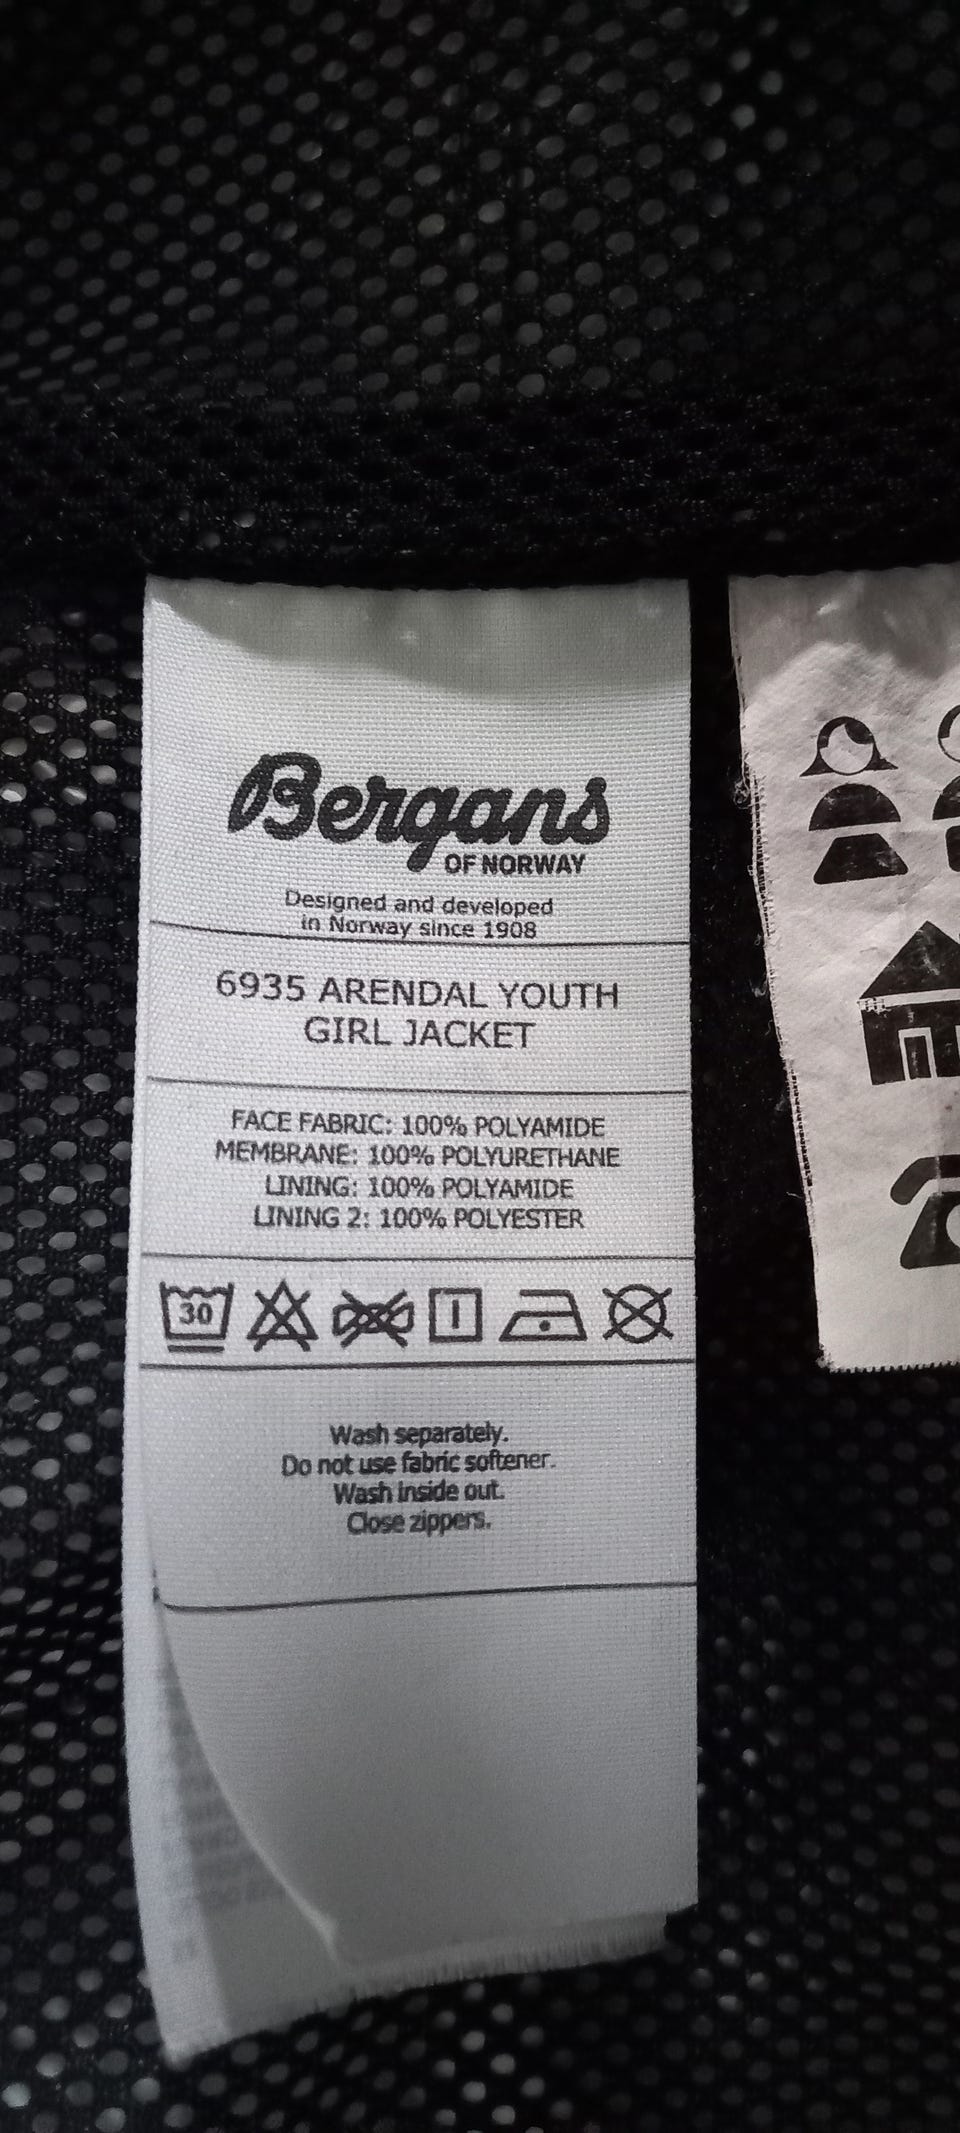 Bergans
OF NORWAY
Designed and developed
in Norway since 1908
6935 ARENDAL YOUTH
GIRL JACKET
FACE FABRIC: 100% POLYAMIDE
MEMBRANE: 100% POLYURETHANE
LINING: 100% POLYAMIDE
LINING 2: 100% POLYESTER
30
Wash separately.
Do not use fabric softener.
Wash inside out.
Close zippers.